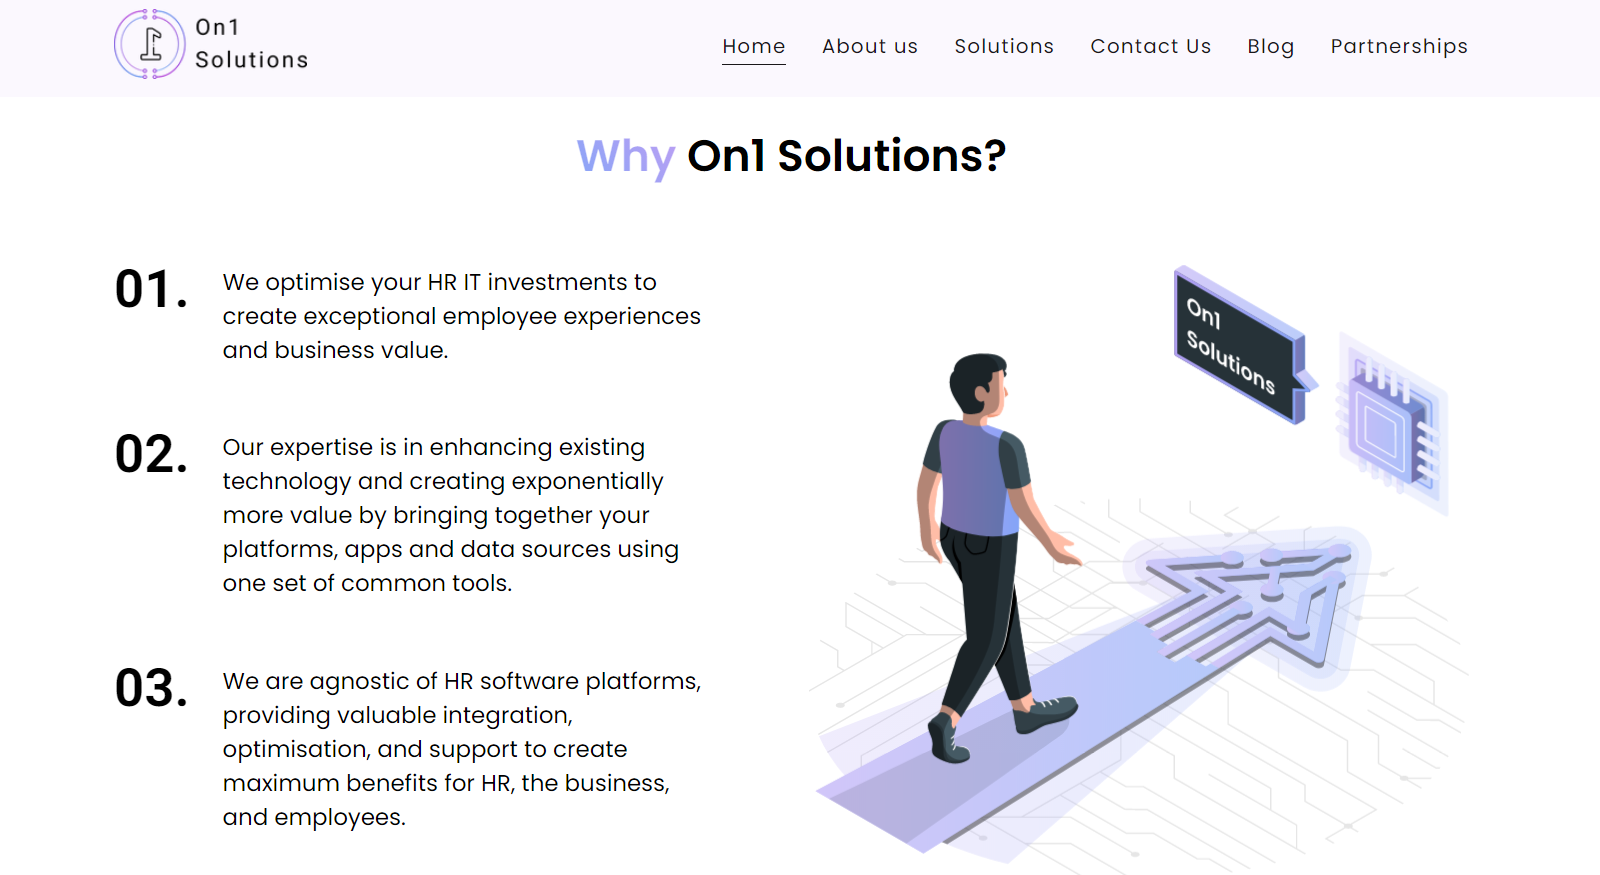 On1
Solutions
Home About us Solutions Contact Us Blog Partnerships
Why On1 Solutions?
01.
We optimise your HR IT investments to
create exceptional employee experiences
and business value.
02.
Our expertise is in enhancing existing
technology and creating exponentially
more value by bringing together your
platforms, apps and data sources using
one set of common tools.
03.
We are agnostic of HR software platforms,
providing valuable integration,
optimisation, and support to create
maximum benefits for HR, the business,
and employees.
On1
Solutions